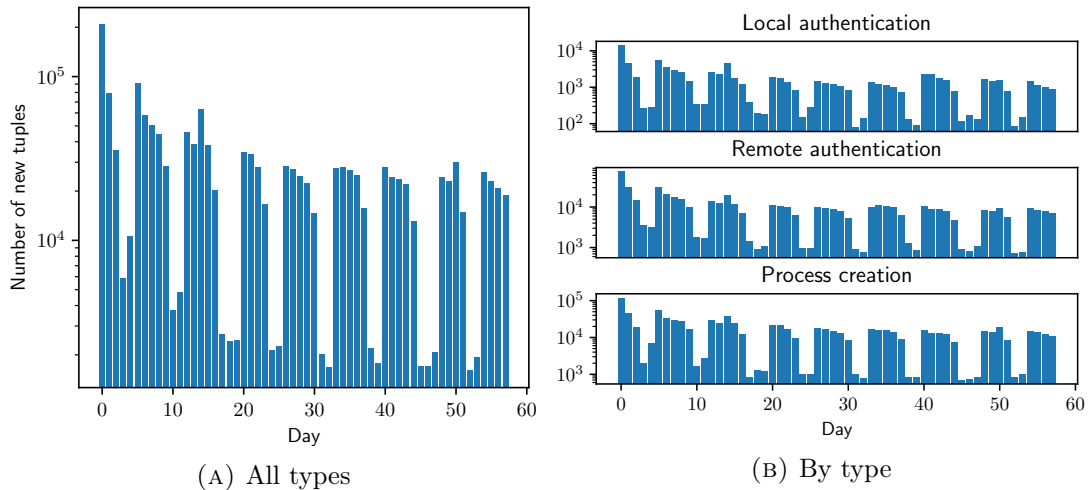 Number of new tuples
10^5
10^4
0 10 20 30 40 50 60
Day
(A) All types
Local authentication
10^4
10^3
10^2
Remote authentication
10^4
10^3
Process creation
10^5
10^4
10^3
0 10 20 30 40 50 60
Day
(B) By type